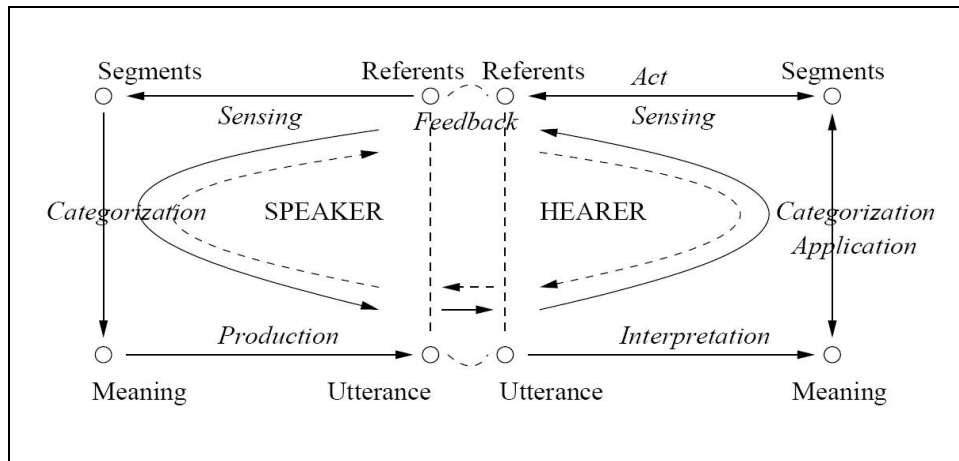 Segments Referents Referents Act Segments
Sensing Feedback Sensing
Categorization SPEAKER HEARER Categorization
Application
Production Interpretation
Meaning Utterance Utterance Meaning